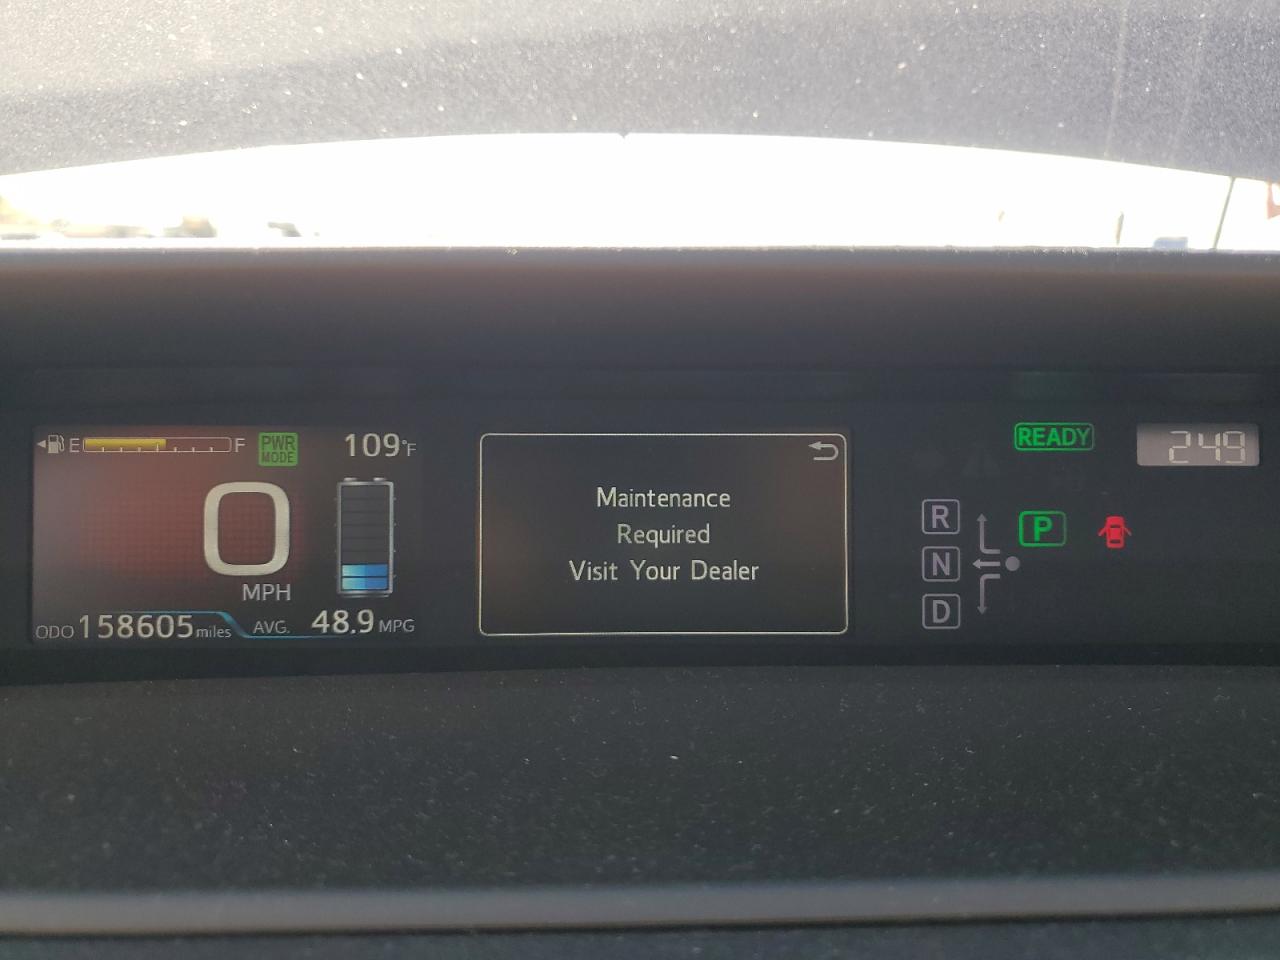 E F PWR MODE 109°F
0
MPH
ODO 158605 miles AVG. 48.9 MPG
Maintenance
Required
Visit Your Dealer
READY 249
R
P
N
D